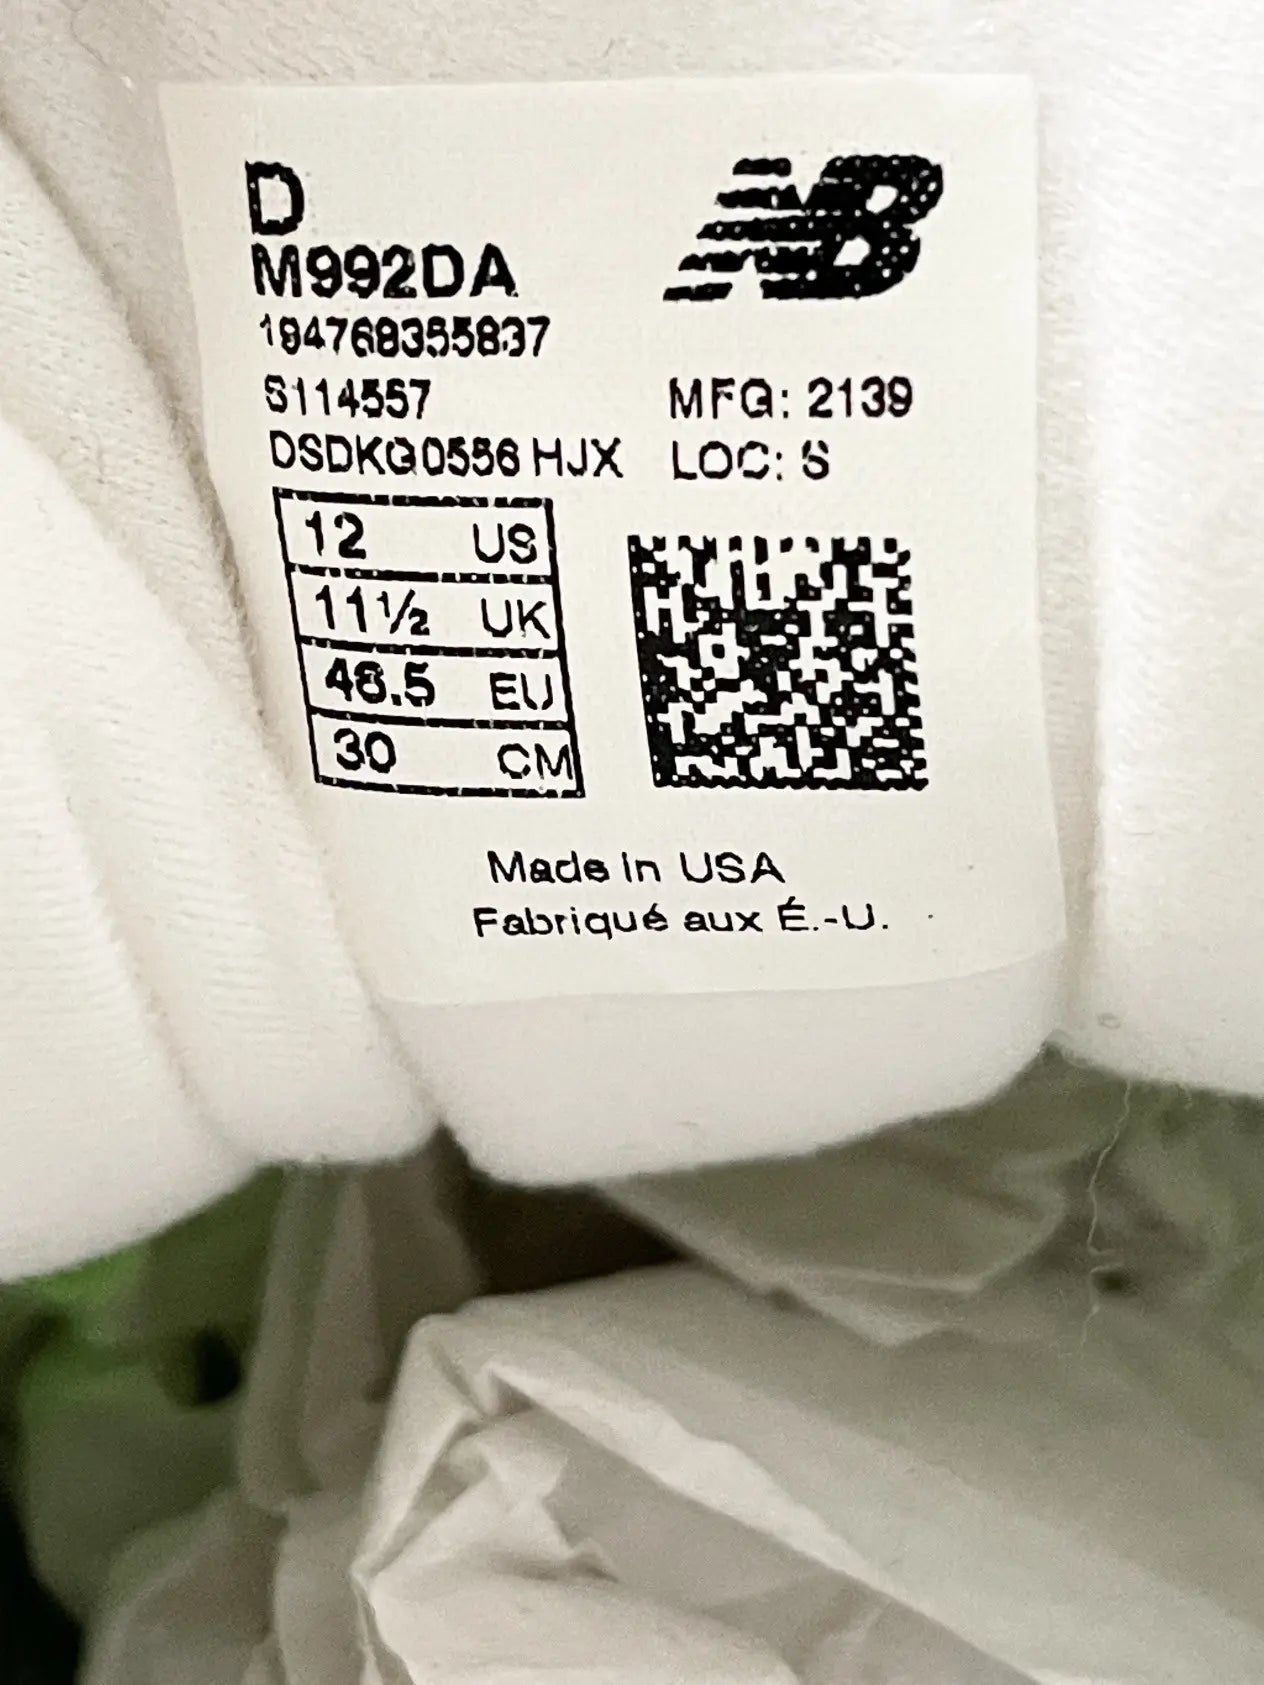 D
NB
M992DA
194768355837
S114557
MFG: 2139
DSDKG0556 HJX
LOC: S
12 US
11½ UK
46.5 EU
30 CM
Made in USA
Fabriqué aux É.-U.